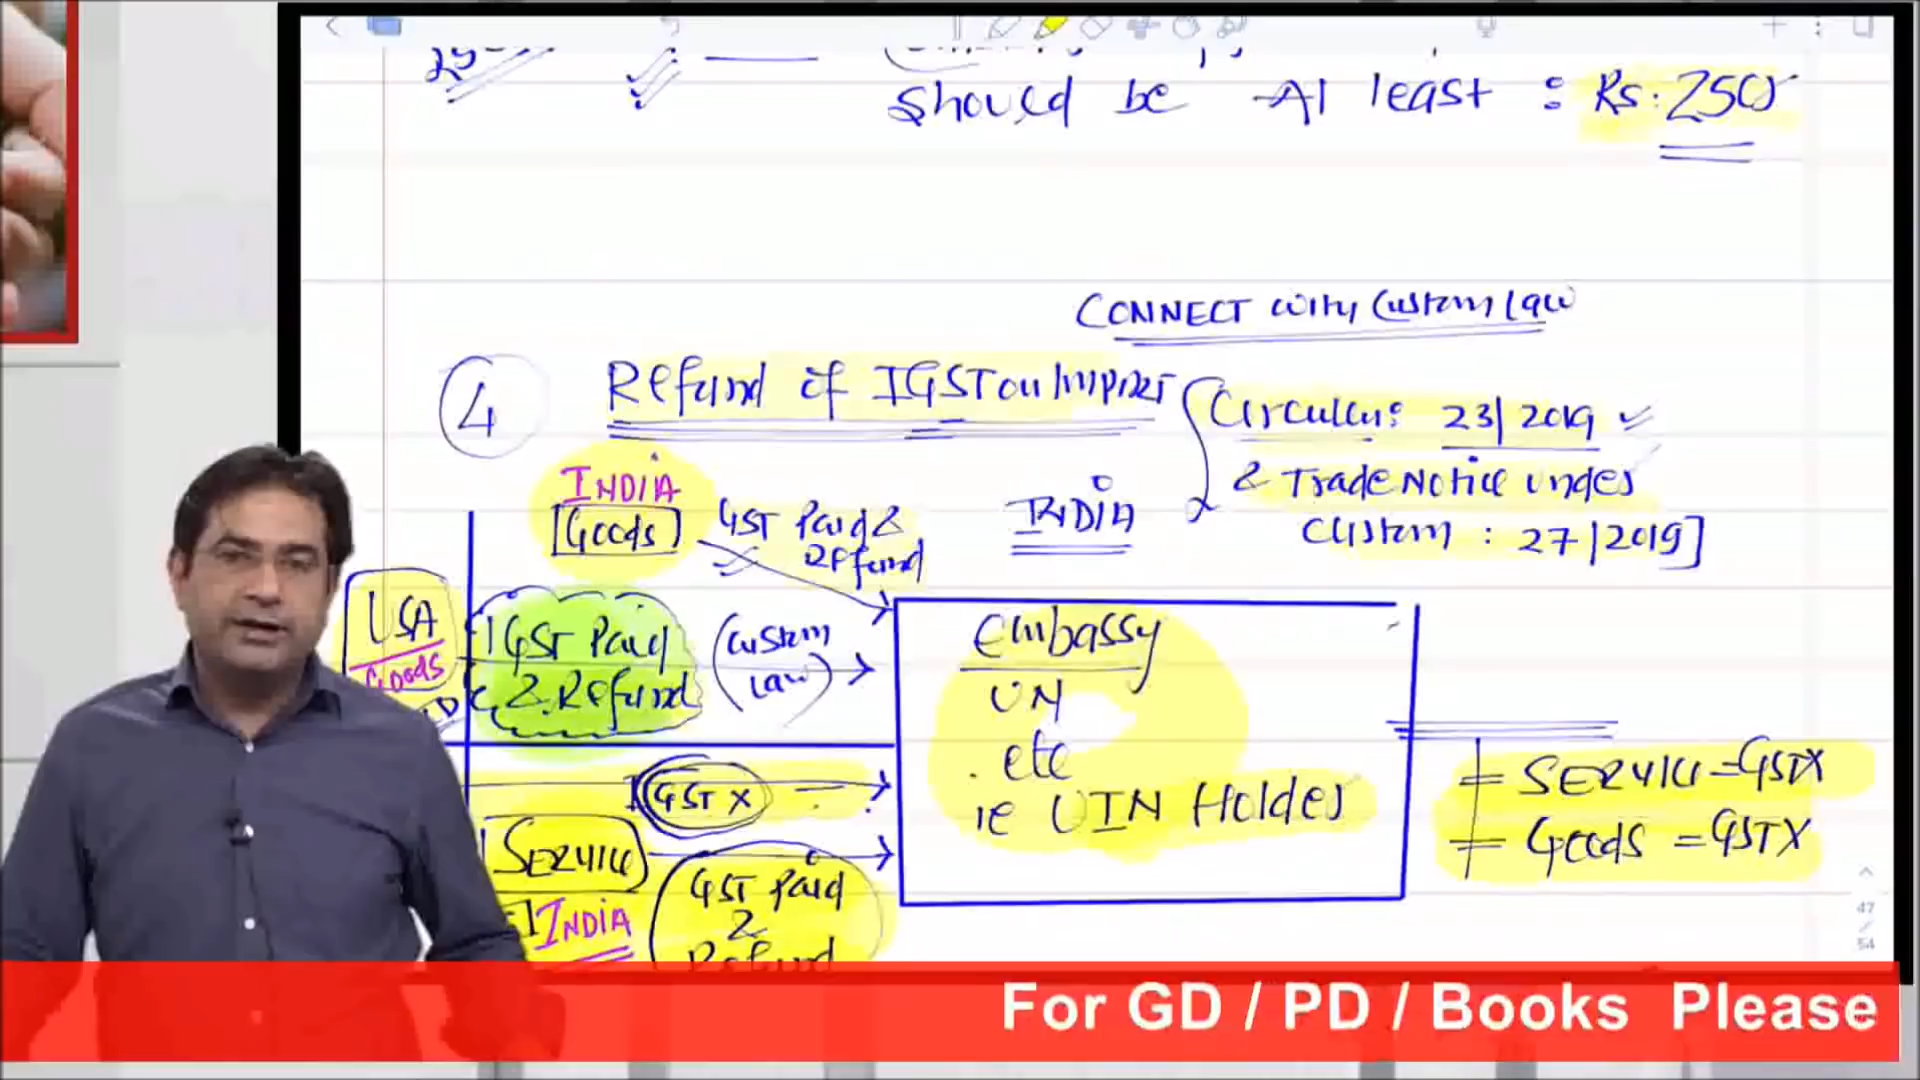 should be At least : Rs. 250
CONNECT with Custom Law
4 Refund of IGST on Import
Circular: 23/2019
& Trade Notice under
Custom : 27/2019]
INDIA
[Goods]
GST Paid &
Refund
INDIA
USA
Goods
IGST Paid
& Refund
(Custom
Law)
Embassy
UN
etc
ie UIN Holder
GST X
SERVICE
INDIA
GST Paid
&
Refund
SERVICE = GST X
Goods = GST X
47
54
For GD / PD / Books Please